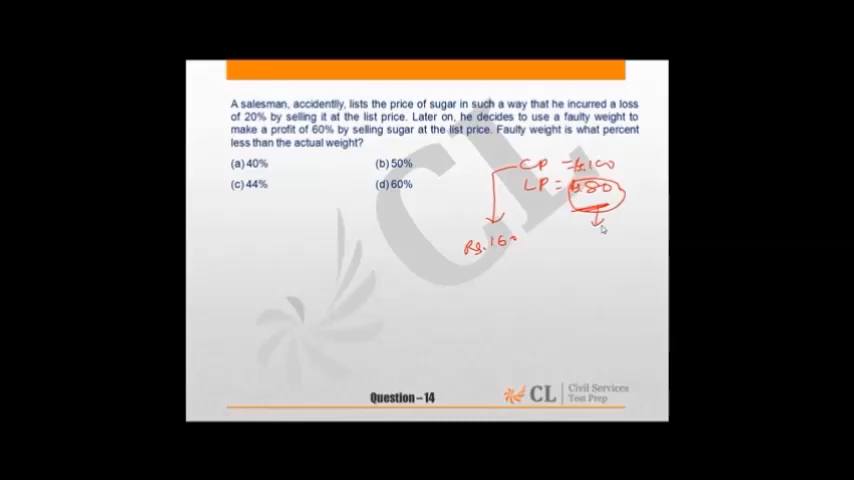 A salesman, accidentlly, lists the price of sugar in such a way that he incurred a loss
of 20% by selling it at the list price. Later on, he decides to use a faulty weight to
make a profit of 60% by selling sugar at the list price. Faulty weight is what percent
less than the actual weight?
(a) 40% (b) 50%
(c) 44% (d) 60%
CP = 100
LP = 80
Rs. 160
CL
Question – 14
CL Civil Services
Test Prep